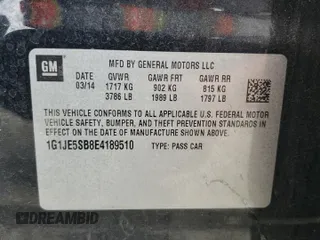 GM
MFD BY GENERAL MOTORS LLC
DATE GVWR GAWR FRT GAWR RR
03/14 1717 KG 902 KG 815 KG
3786 LB 1989 LB 1797 LB
THIS VEHICLE CONFORMS TO ALL APPLICABLE U.S. FEDERAL MOTOR
VEHICLE SAFETY, BUMPER, AND THEFT PREVENTION STANDARDS IN
EFFECT ON THE DATE OF MANUFACTURE SHOWN ABOVE.
1G1JE5SB8E4189510 TYPE: PASS CAR
DREAMBID